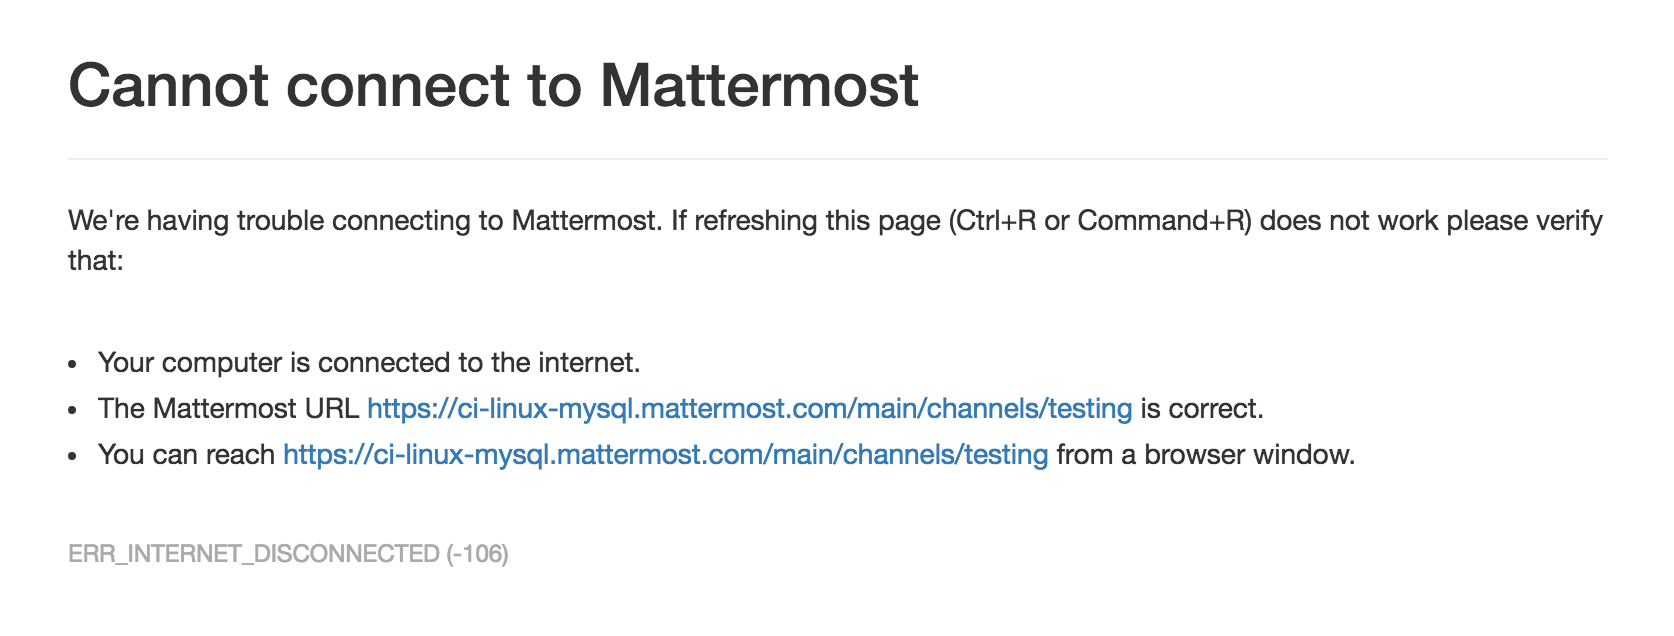 Cannot connect to Mattermost
We're having trouble connecting to Mattermost. If refreshing this page (Ctrl+R or Command+R) does not work please verify
that:
• Your computer is connected to the internet.
• The Mattermost URL https://ci-linux-mysql.mattermost.com/main/channels/testing is correct.
• You can reach https://ci-linux-mysql.mattermost.com/main/channels/testing from a browser window.
ERR_INTERNET_DISCONNECTED (-106)